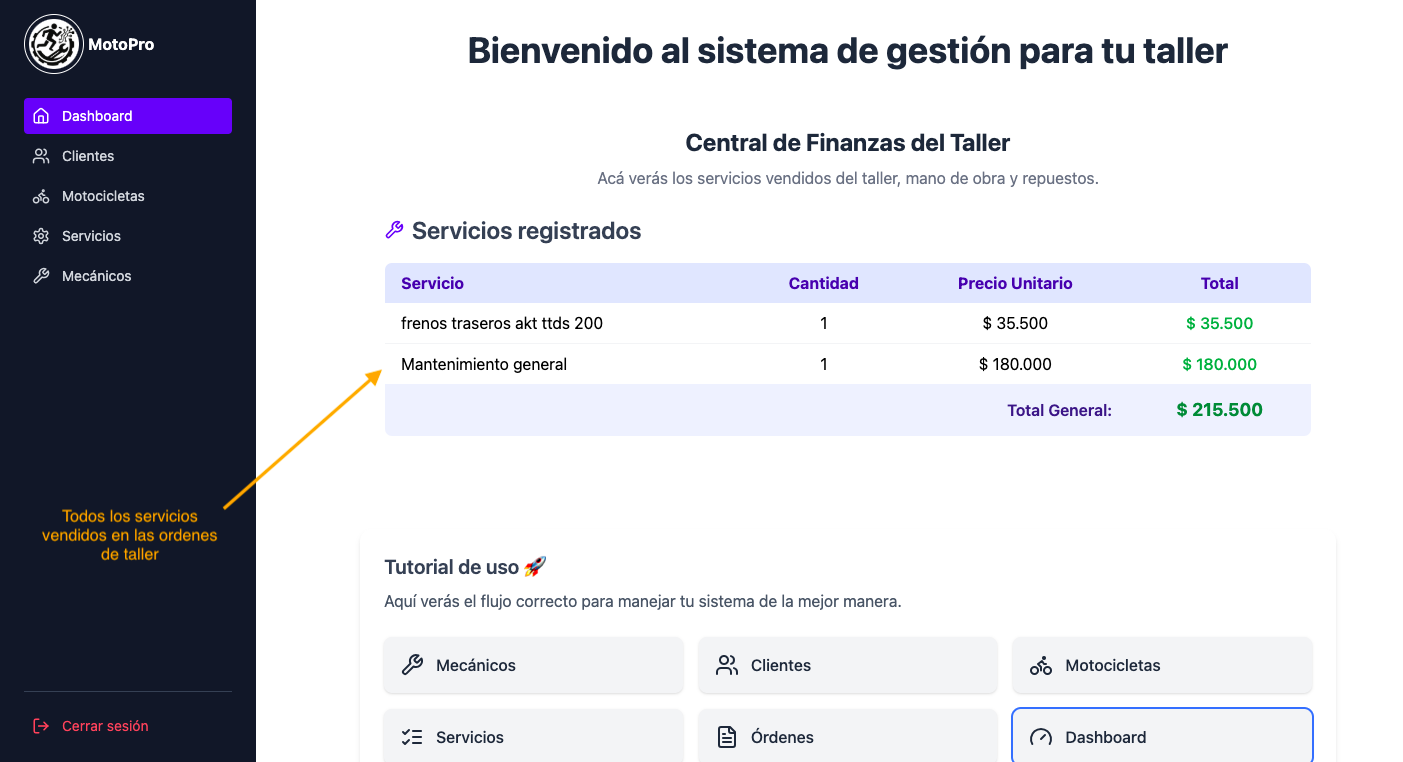 MotoPro
Dashboard
Clientes
Motocicletas
Servicios
Mecánicos
Todos los servicios
vendidos en las ordenes
de taller
Cerrar sesión
Bienvenido al sistema de gestión para tu taller
Central de Finanzas del Taller
Acá verás los servicios vendidos del taller, mano de obra y repuestos.
Servicios registrados
Servicio Cantidad Precio Unitario Total
frenos traseros akt ttds 200 1 $ 35.500 $ 35.500
Mantenimiento general 1 $ 180.000 $ 180.000
Total General: $ 215.500
Tutorial de uso 🚀
Aquí verás el flujo correcto para manejar tu sistema de la mejor manera.
Mecánicos Clientes Motocicletas
Servicios Órdenes Dashboard